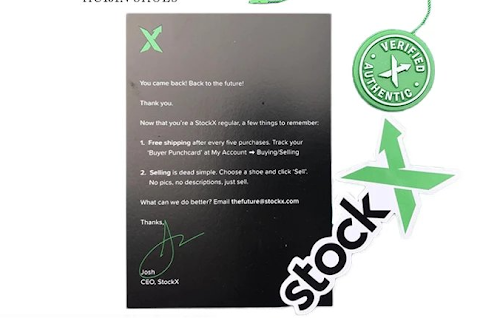 You came back! Back to the future!
Thank you.
Now that you're a StockX regular, a few things to remember:
1. Free shipping after every five purchases. Track your
'Buyer Punchcard' at My Account ➞ Buying/Selling
2. Selling is dead simple. Choose a shoe and click 'Sell'.
No pics, no descriptions, just sell.
What can we do better? Email thefuture@stockx.com
Thanks,
Josh
CEO, StockX
VERIFIED
AUTHENTIC
stockX